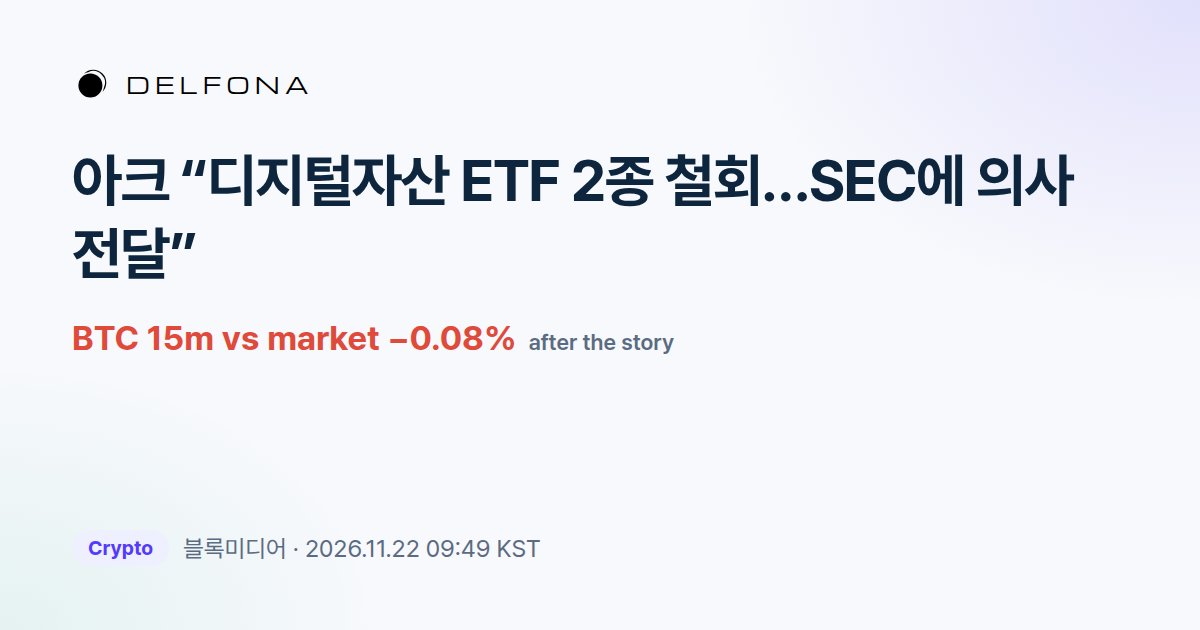 DELFONA
아크 “디지털자산 ETF 2종 철회…SEC에 의사
전달”
BTC 15m vs market −0.08% after the story
Crypto 블록미디어 · 2026.11.22 09:49 KST